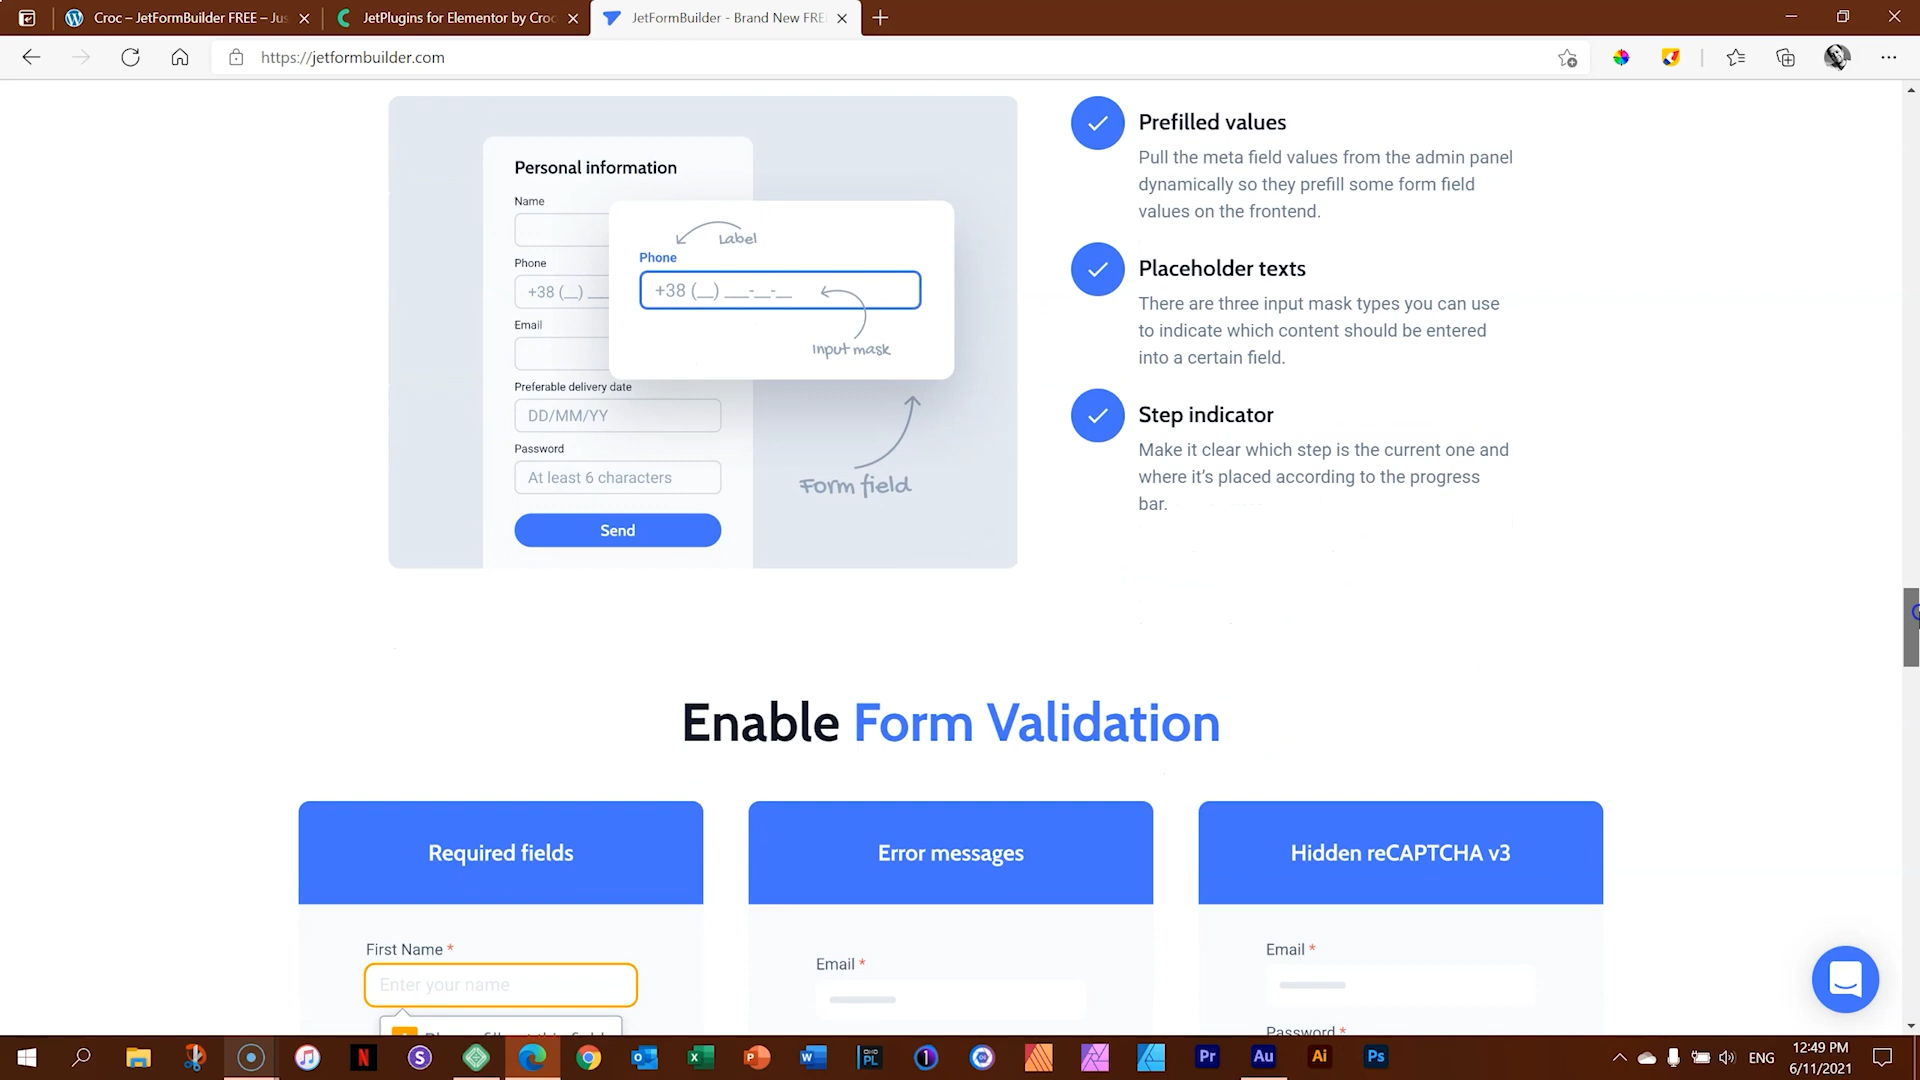 Croc – JetFormBuilder FREE – Jus
JetPlugins for Elementor by Croc
JetFormBuilder - Brand New FRE
https://jetformbuilder.com
Personal information
Name
Phone
+38 (__) ___
Email
Preferable delivery date
DD/MM/YY
Password
At least 6 characters
Send
Label
Phone
+38 (__) ___-__-__
Input mask
Form field
Prefilled values
Pull the meta field values from the admin panel
dynamically so they prefill some form field
values on the frontend.
Placeholder texts
There are three input mask types you can use
to indicate which content should be entered
into a certain field.
Step indicator
Make it clear which step is the current one and
where it's placed according to the progress
bar.
Enable Form Validation
Required fields
First Name *
Enter your name
Error messages
Email *
Hidden reCAPTCHA v3
Email *
Password *
ENG
12:49 PM
6/11/2021